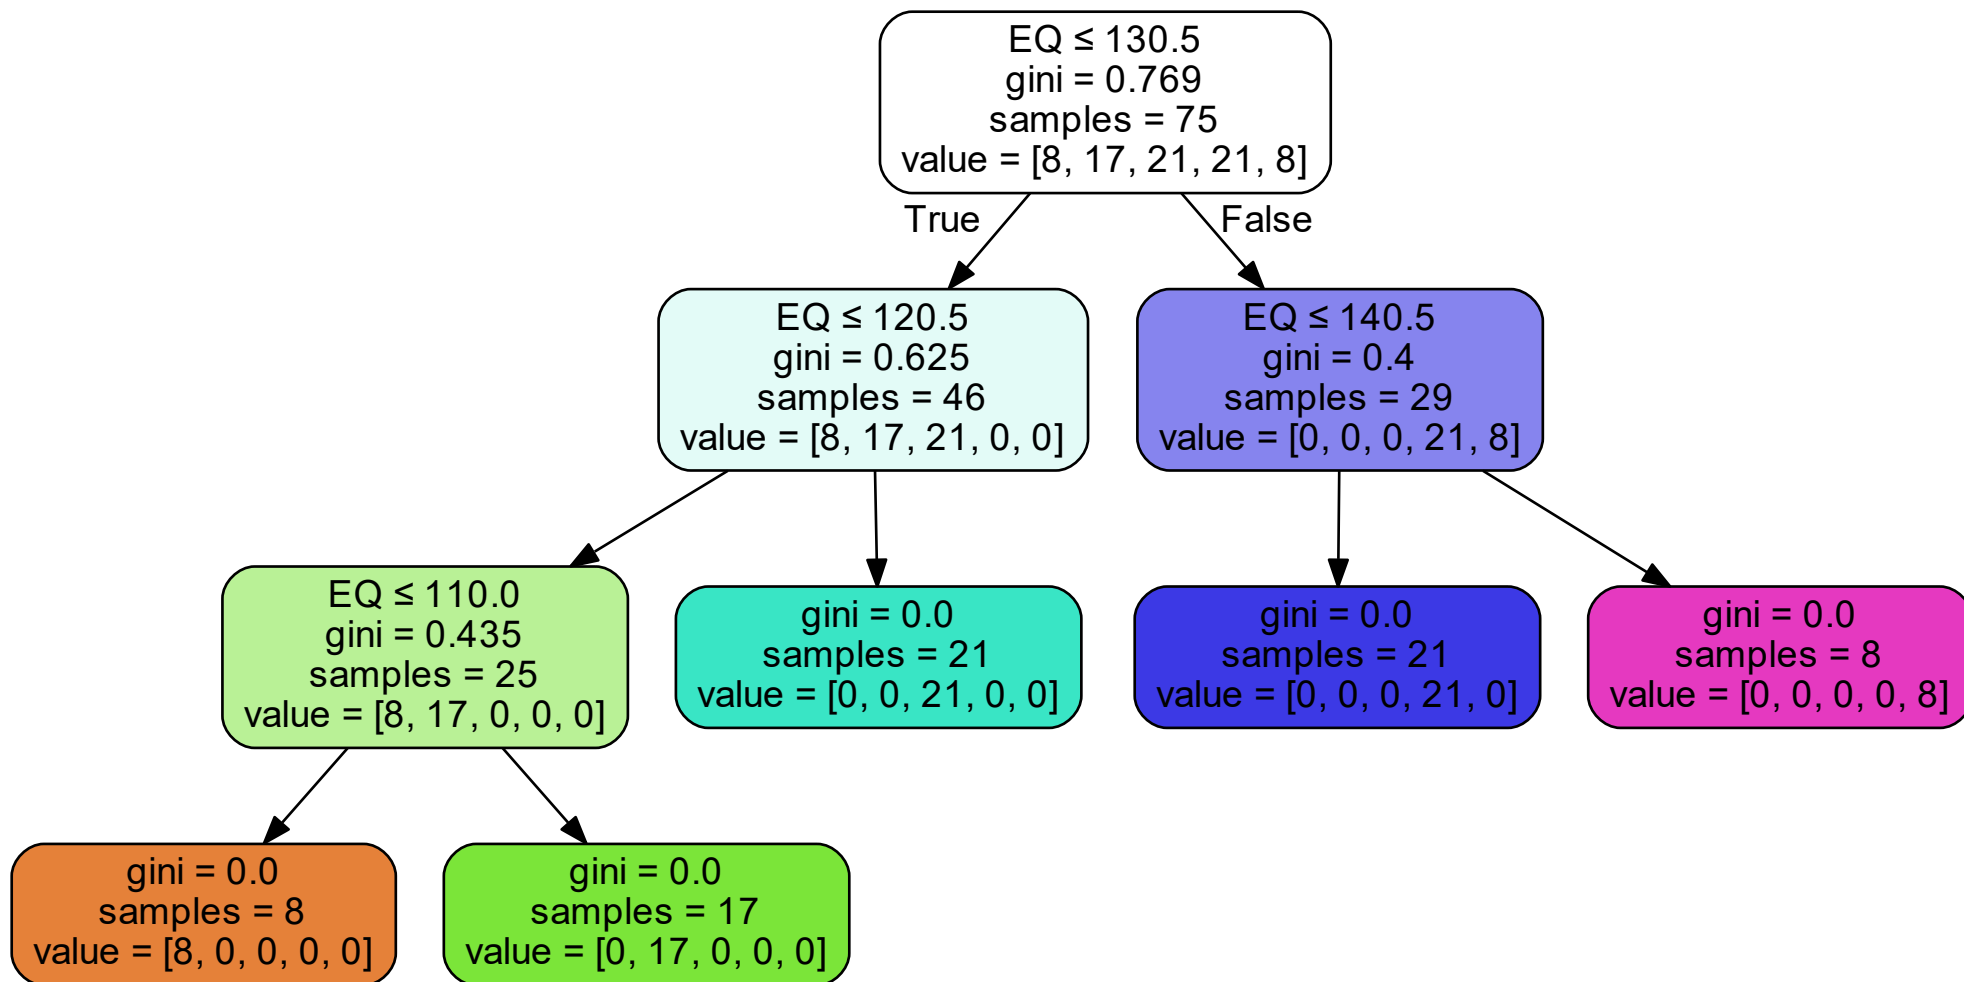 EQ ≤ 130.5
gini = 0.769
samples = 75
value = [8, 17, 21, 21, 8]
True
False
EQ ≤ 120.5
gini = 0.625
samples = 46
value = [8, 17, 21, 0, 0]
EQ ≤ 140.5
gini = 0.4
samples = 29
value = [0, 0, 0, 21, 8]
EQ ≤ 110.0
gini = 0.435
samples = 25
value = [8, 17, 0, 0, 0]
gini = 0.0
samples = 21
value = [0, 0, 21, 0, 0]
gini = 0.0
samples = 21
value = [0, 0, 0, 21, 0]
gini = 0.0
samples = 8
value = [0, 0, 0, 0, 8]
gini = 0.0
samples = 8
value = [8, 0, 0, 0, 0]
gini = 0.0
samples = 17
value = [0, 17, 0, 0, 0]